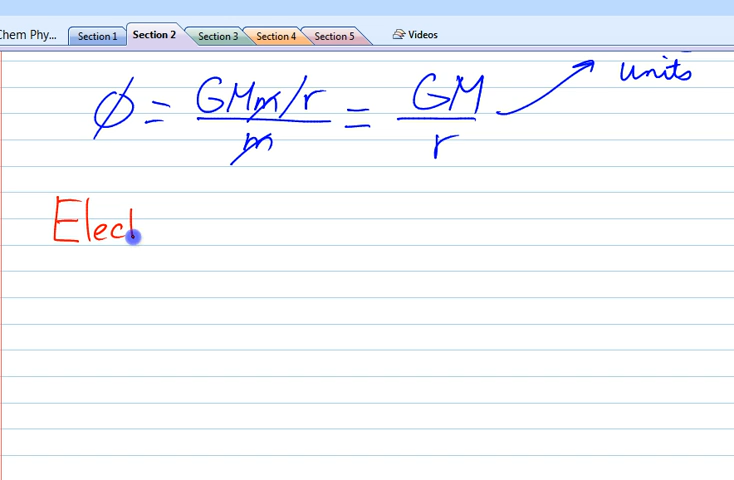 Chem Phy... Section 1 Section 2 Section 3 Section 4 Section 5 Videos
units
ϕ = GMm/r / m = GM / r
Elec